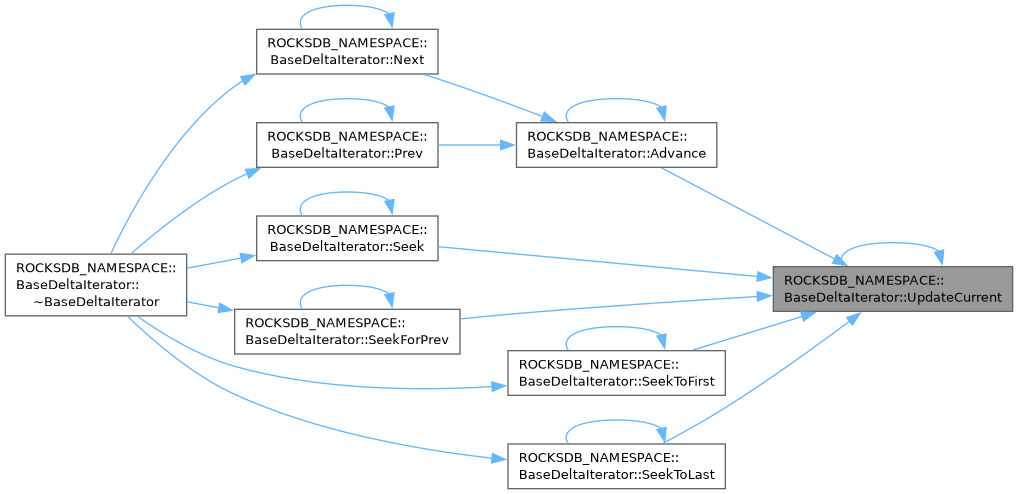 ROCKSDB_NAMESPACE::
BaseDeltaIterator::Next
ROCKSDB_NAMESPACE::
BaseDeltaIterator::Prev
ROCKSDB_NAMESPACE::
BaseDeltaIterator::Advance
ROCKSDB_NAMESPACE::
BaseDeltaIterator::Seek
ROCKSDB_NAMESPACE::
BaseDeltaIterator::
~BaseDeltaIterator
ROCKSDB_NAMESPACE::
BaseDeltaIterator::UpdateCurrent
ROCKSDB_NAMESPACE::
BaseDeltaIterator::SeekForPrev
ROCKSDB_NAMESPACE::
BaseDeltaIterator::SeekToFirst
ROCKSDB_NAMESPACE::
BaseDeltaIterator::SeekToLast